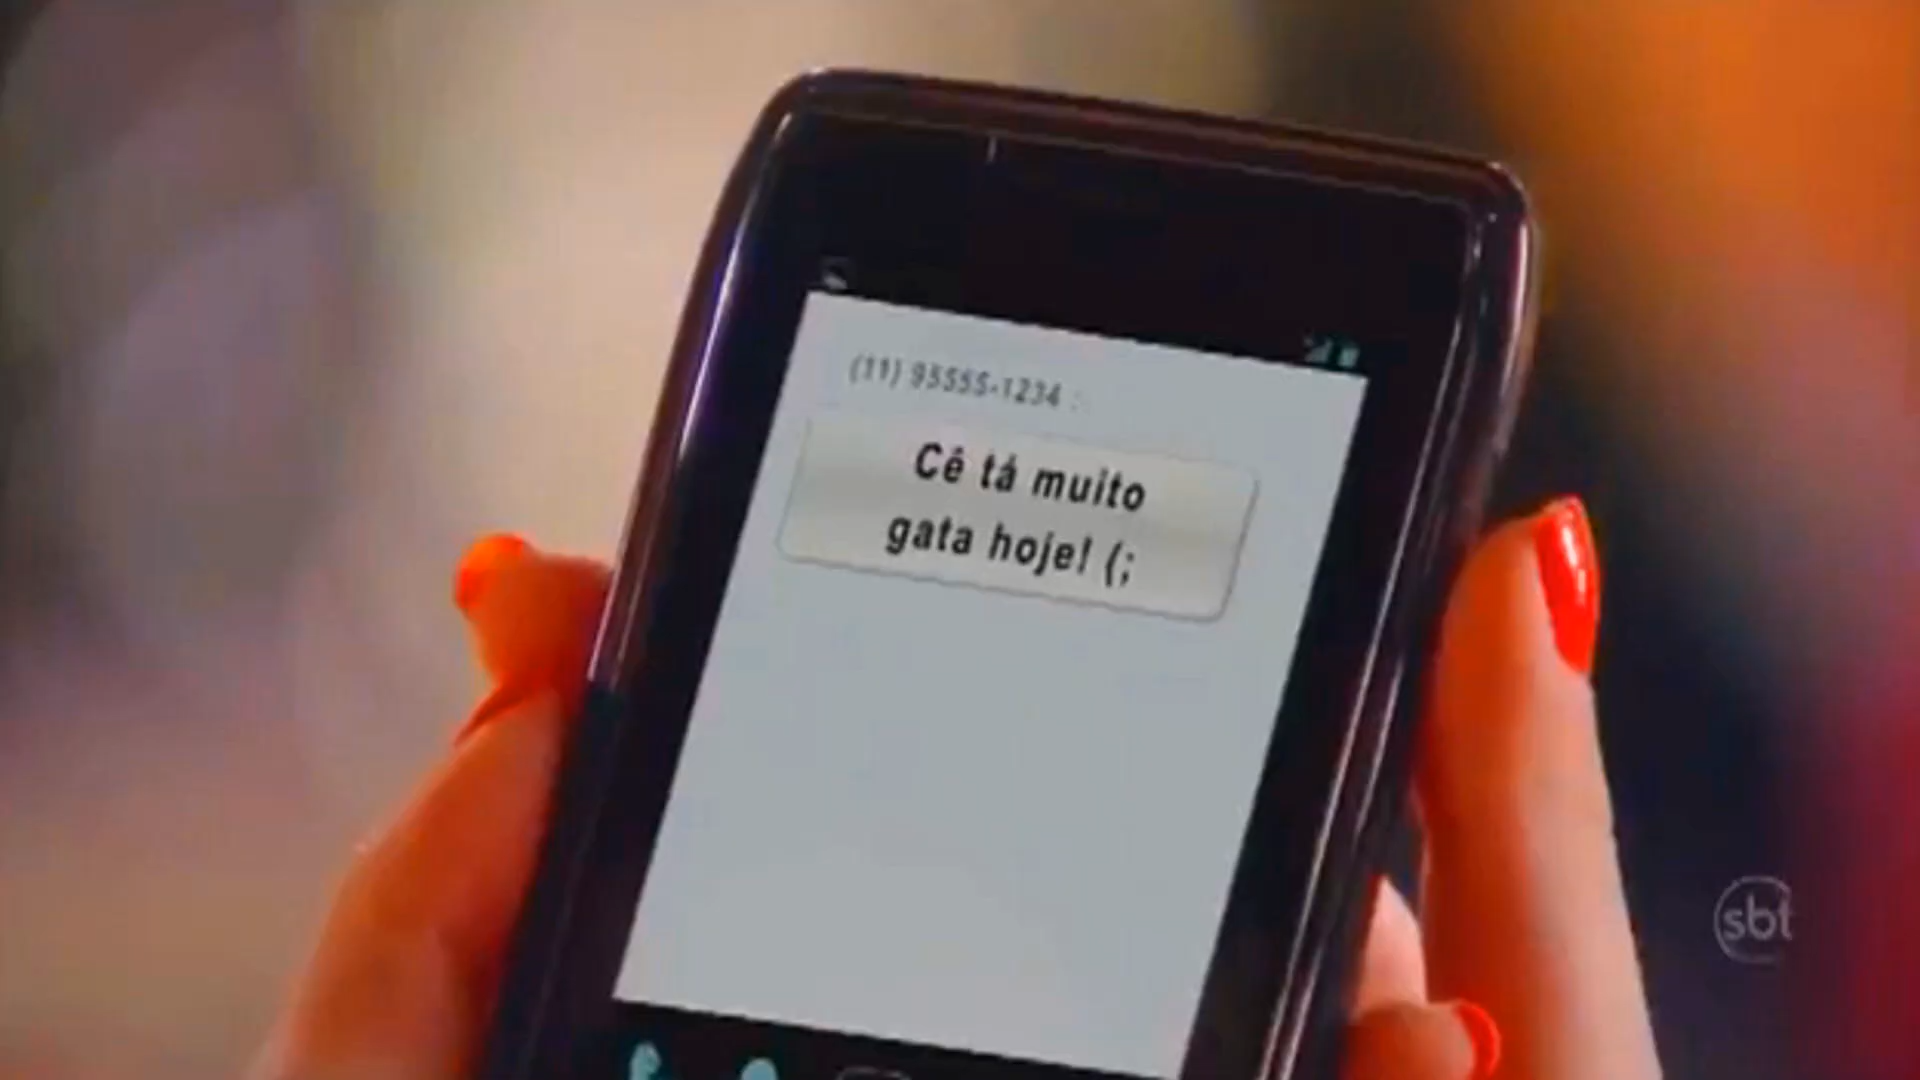 (11) 95555-1234 :
Cê tá muito
gata hoje! (;
sbt